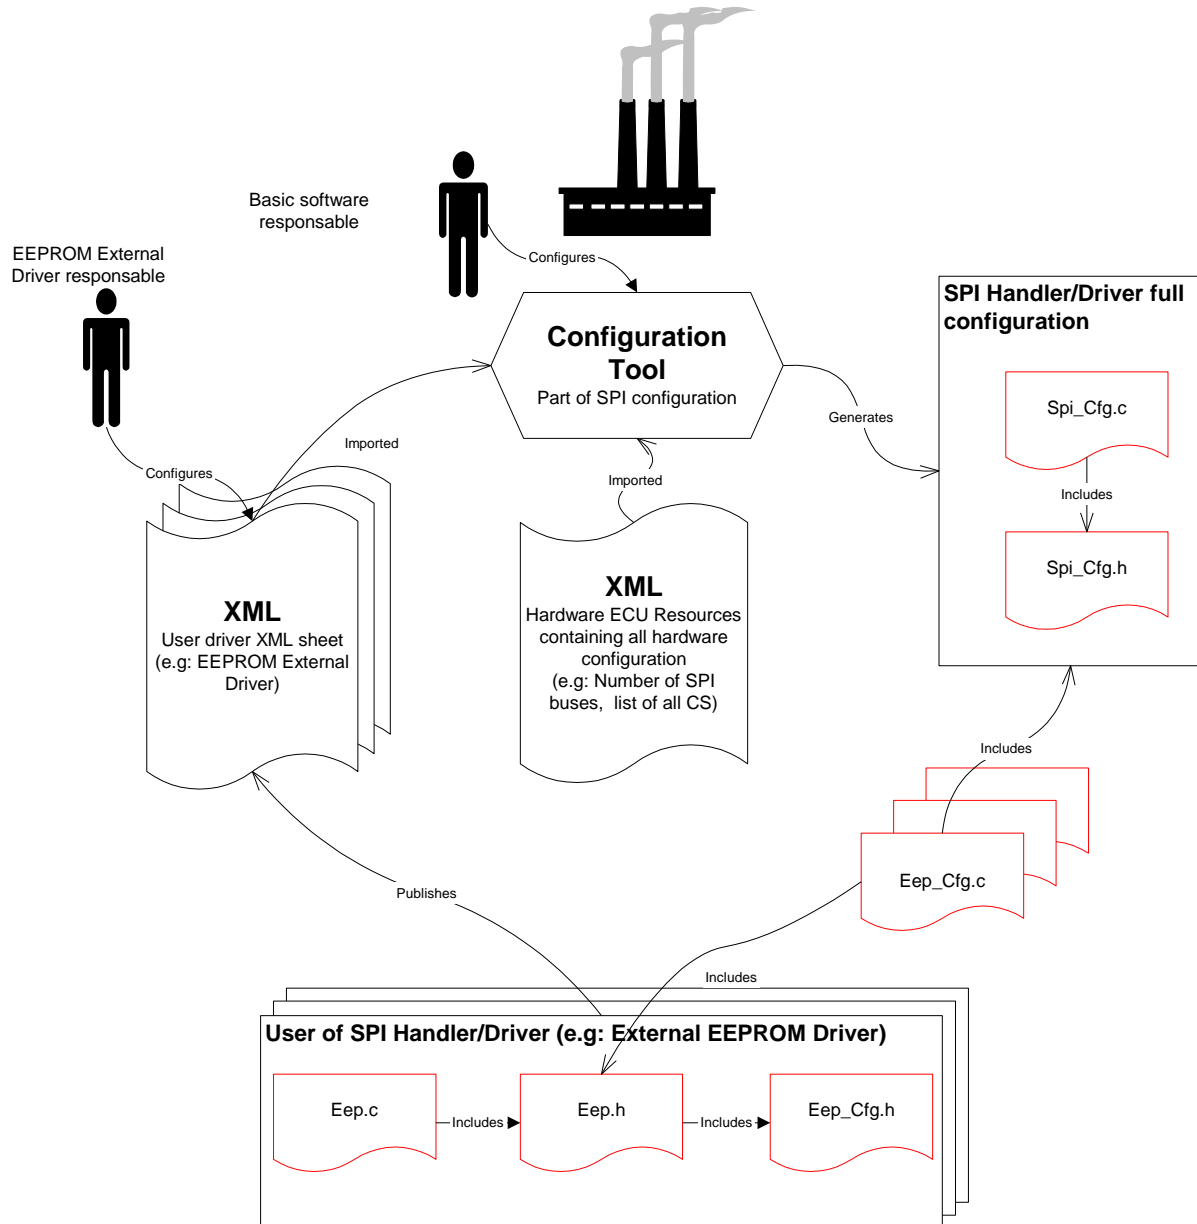 Basic software
responsable
EEPROM External
Driver responsable
Configures
SPI Handler/Driver full
configuration
Configuration
Tool
Part of SPI configuration
Generates
Spi_Cfg.c
Includes
Spi_Cfg.h
Imported
Configures
Imported
XML
User driver XML sheet
(e.g: EEPROM External
Driver)
XML
Hardware ECU Resources
containing all hardware
configuration
(e.g: Number of SPI
buses,  list of all CS)
Includes
Eep_Cfg.c
Publishes
Includes
User of SPI Handler/Driver (e.g: External EEPROM Driver)
Eep.c
Includes
Eep.h
Includes
Eep_Cfg.h